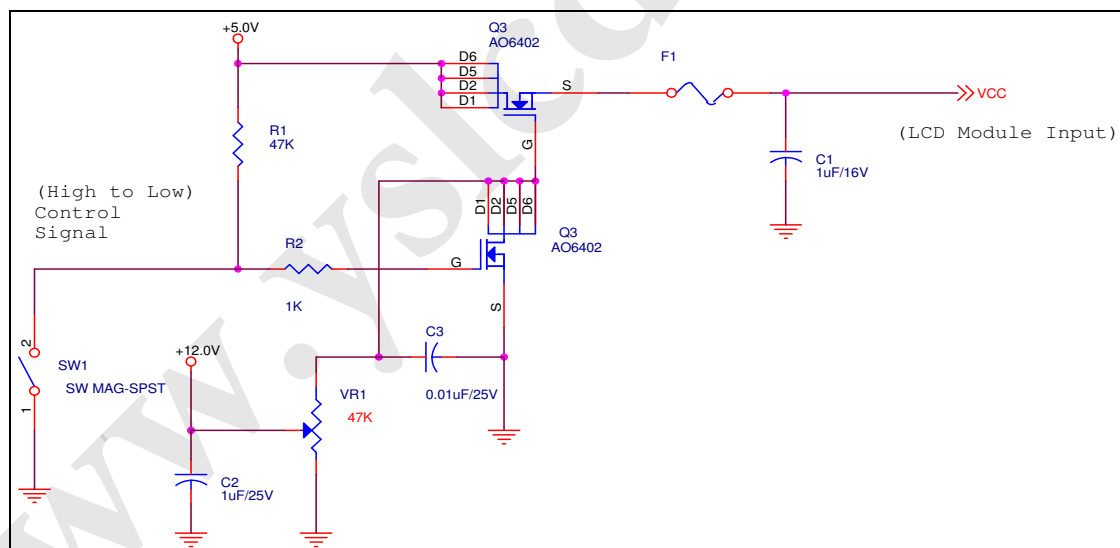 +5.0V
Q3
AO6402
D6
D5
D2
D1
S
G
F1
VCC
(LCD Module Input)
R1
47K
C1
1uF/16V
(High to Low)
Control
Signal
D1
D2
D5
D6
Q3
AO6402
R2
1K
G
S
2
SW1
SW MAG-SPST
1
+12.0V
C3
0.01uF/25V
VR1
47K
C2
1uF/25V
www.yslcd